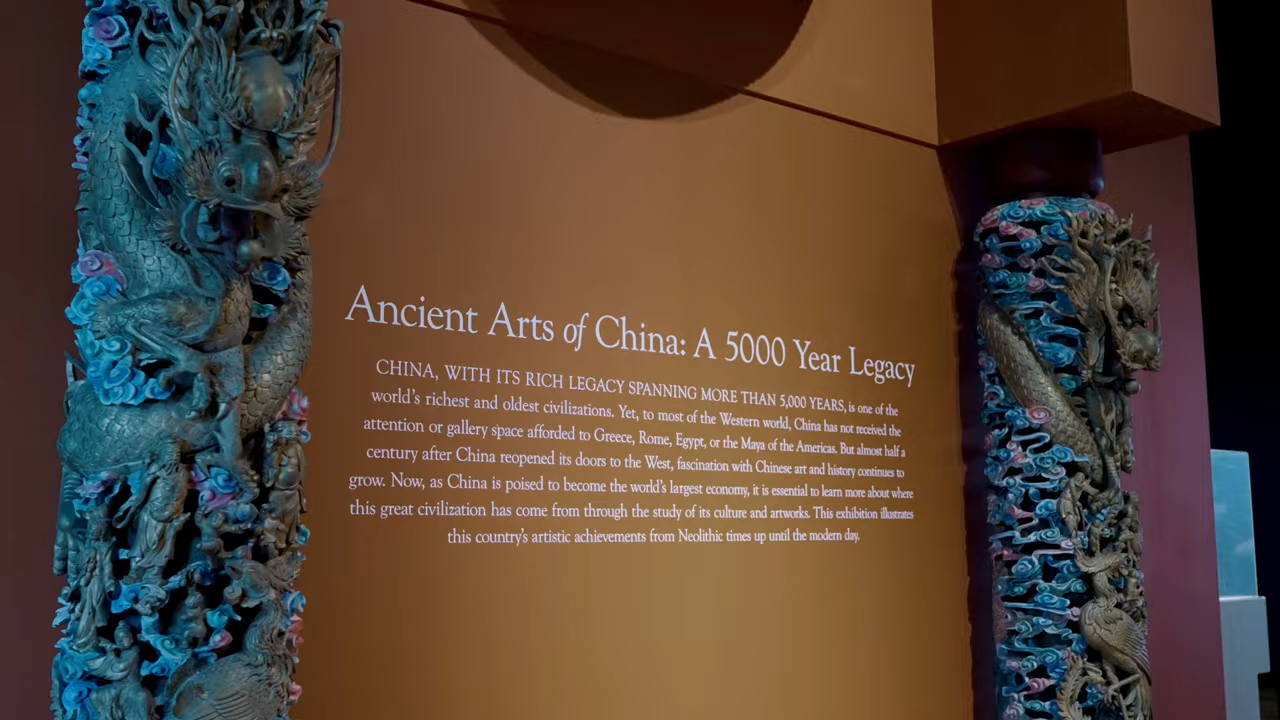 Ancient Arts of China: A 5000 Year Legacy
CHINA, WITH ITS RICH LEGACY SPANNING MORE THAN 5,000 YEARS, is one of the
world's richest and oldest civilizations. Yet, to most of the Western world, China has not received the
attention or gallery space afforded to Greece, Rome, Egypt, or the Maya of the Americas. But almost half a
century after China reopened its doors to the West, fascination with Chinese art and history continues to
grow. Now, as China is poised to become the world's largest economy, it is essential to learn more about where
this great civilization has come from through the study of its culture and artworks. This exhibition illustrates
this country's artistic achievements from Neolithic times up until the modern day.